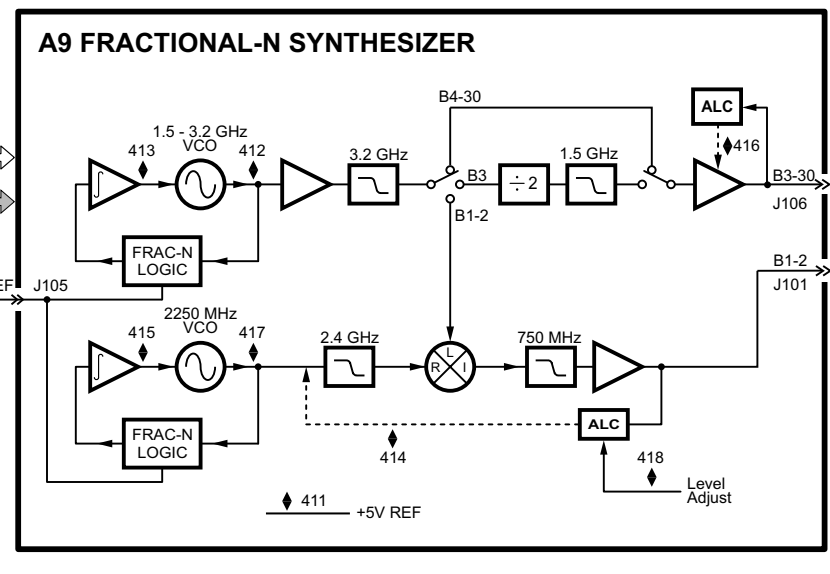 A9 FRACTIONAL-N SYNTHESIZER
B4-30
ALC
1.5 - 3.2 GHz
VCO
413
412
3.2 GHz
1.5 GHz
416
∫
B3
÷ 2
B3-30
J106
B1-2
FRAC-N
LOGIC
B1-2
J101
EF
J105
2250 MHz
VCO
415
417
2.4 GHz
750 MHz
∫
L
R
I
FRAC-N
LOGIC
ALC
414
418
Level
Adjust
411
+5V REF